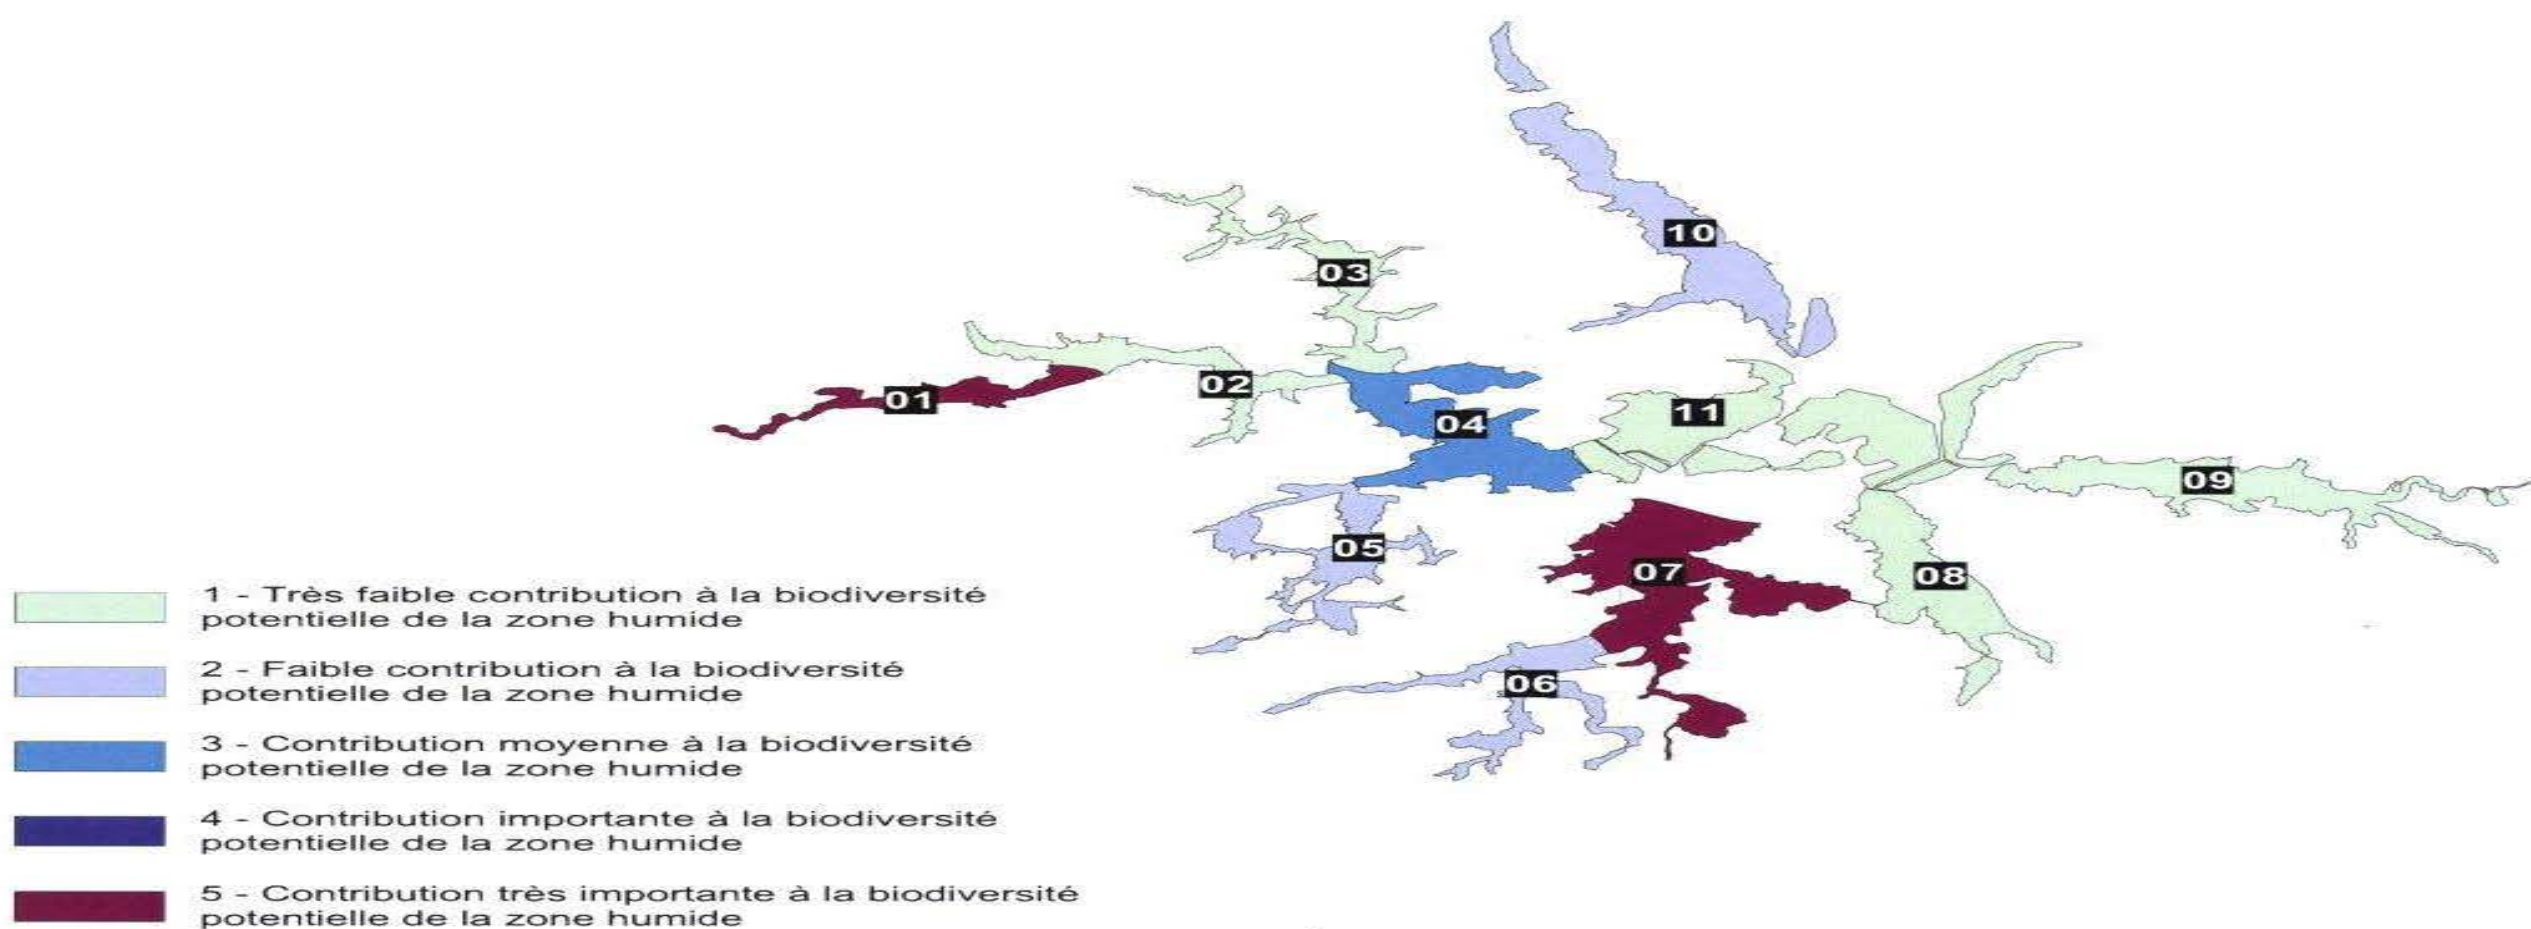 10
03
02
01
11
04
09
05
07
08
06
1 - Très faible contribution à la biodiversité
potentielle de la zone humide
2 - Faible contribution à la biodiversité
potentielle de la zone humide
3 - Contribution moyenne à la biodiversité
potentielle de la zone humide
4 - Contribution importante à la biodiversité
potentielle de la zone humide
5 - Contribution très importante à la biodiversité
potentielle de la zone humide